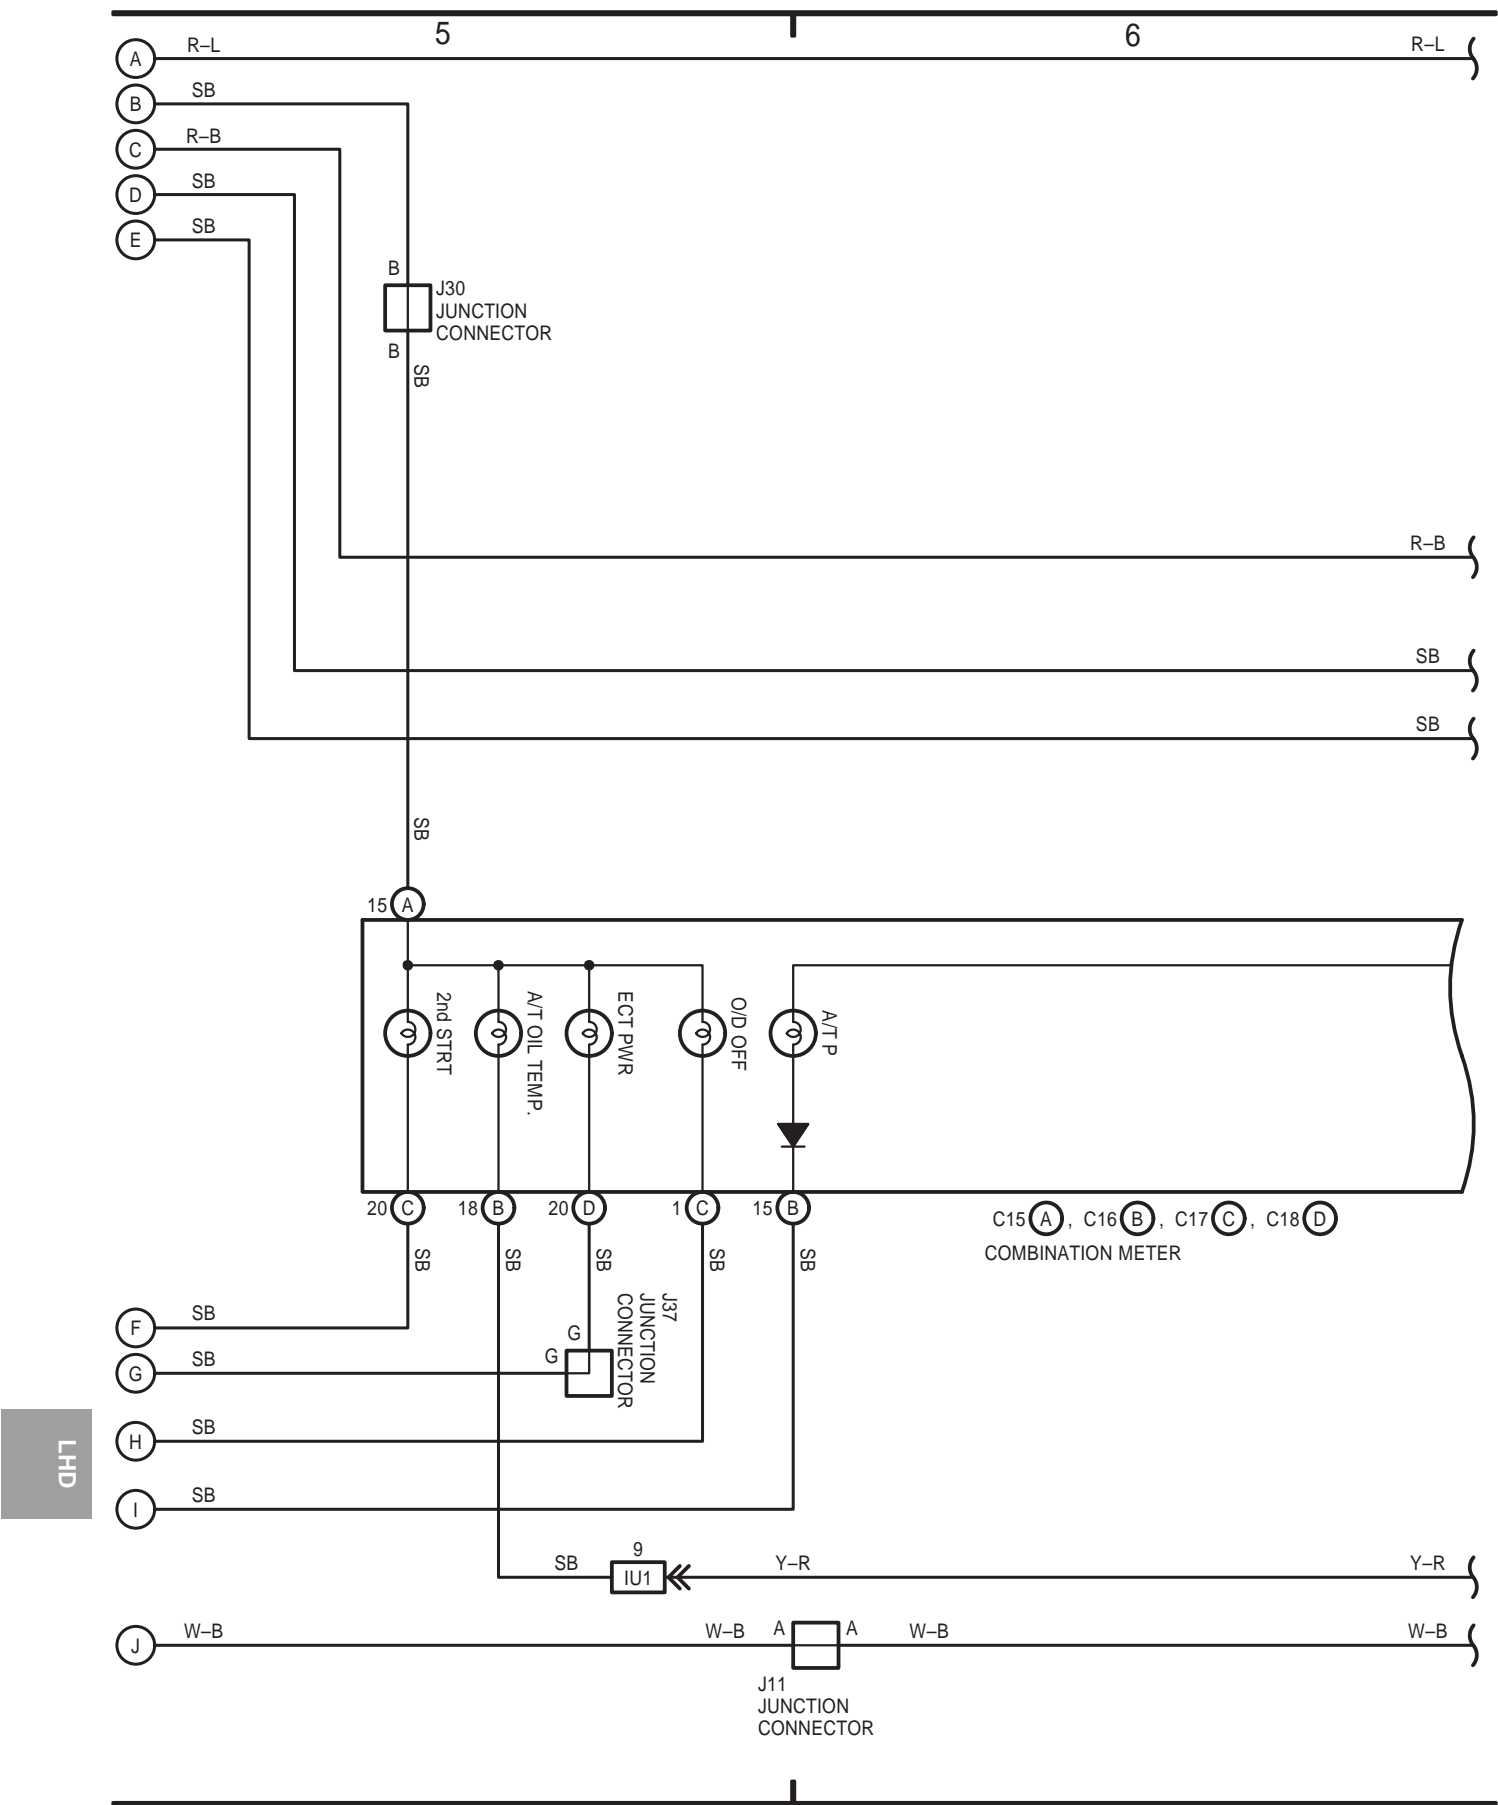 5
6
A
R–L
R–L
B
SB
C
R–B
D
SB
E
SB
B
J30
JUNCTION
CONNECTOR
B
SB
R–B
SB
SB
SB
15
A
2nd STRT
A/T OIL TEMP.
ECT PWR
O/D OFF
A/T P
20
C
18
B
20
D
1
C
15
B
C15 A , C16 B , C17 C , C18 D
COMBINATION METER
SB
SB
SB
SB
SB
J37
JUNCTION
CONNECTOR
F
SB
G
G
G
SB
H
SB
LHD
I
SB
SB
9
IU1
Y–R
Y–R
J
W–B
W–B
A
A
W–B
W–B
J11
JUNCTION
CONNECTOR